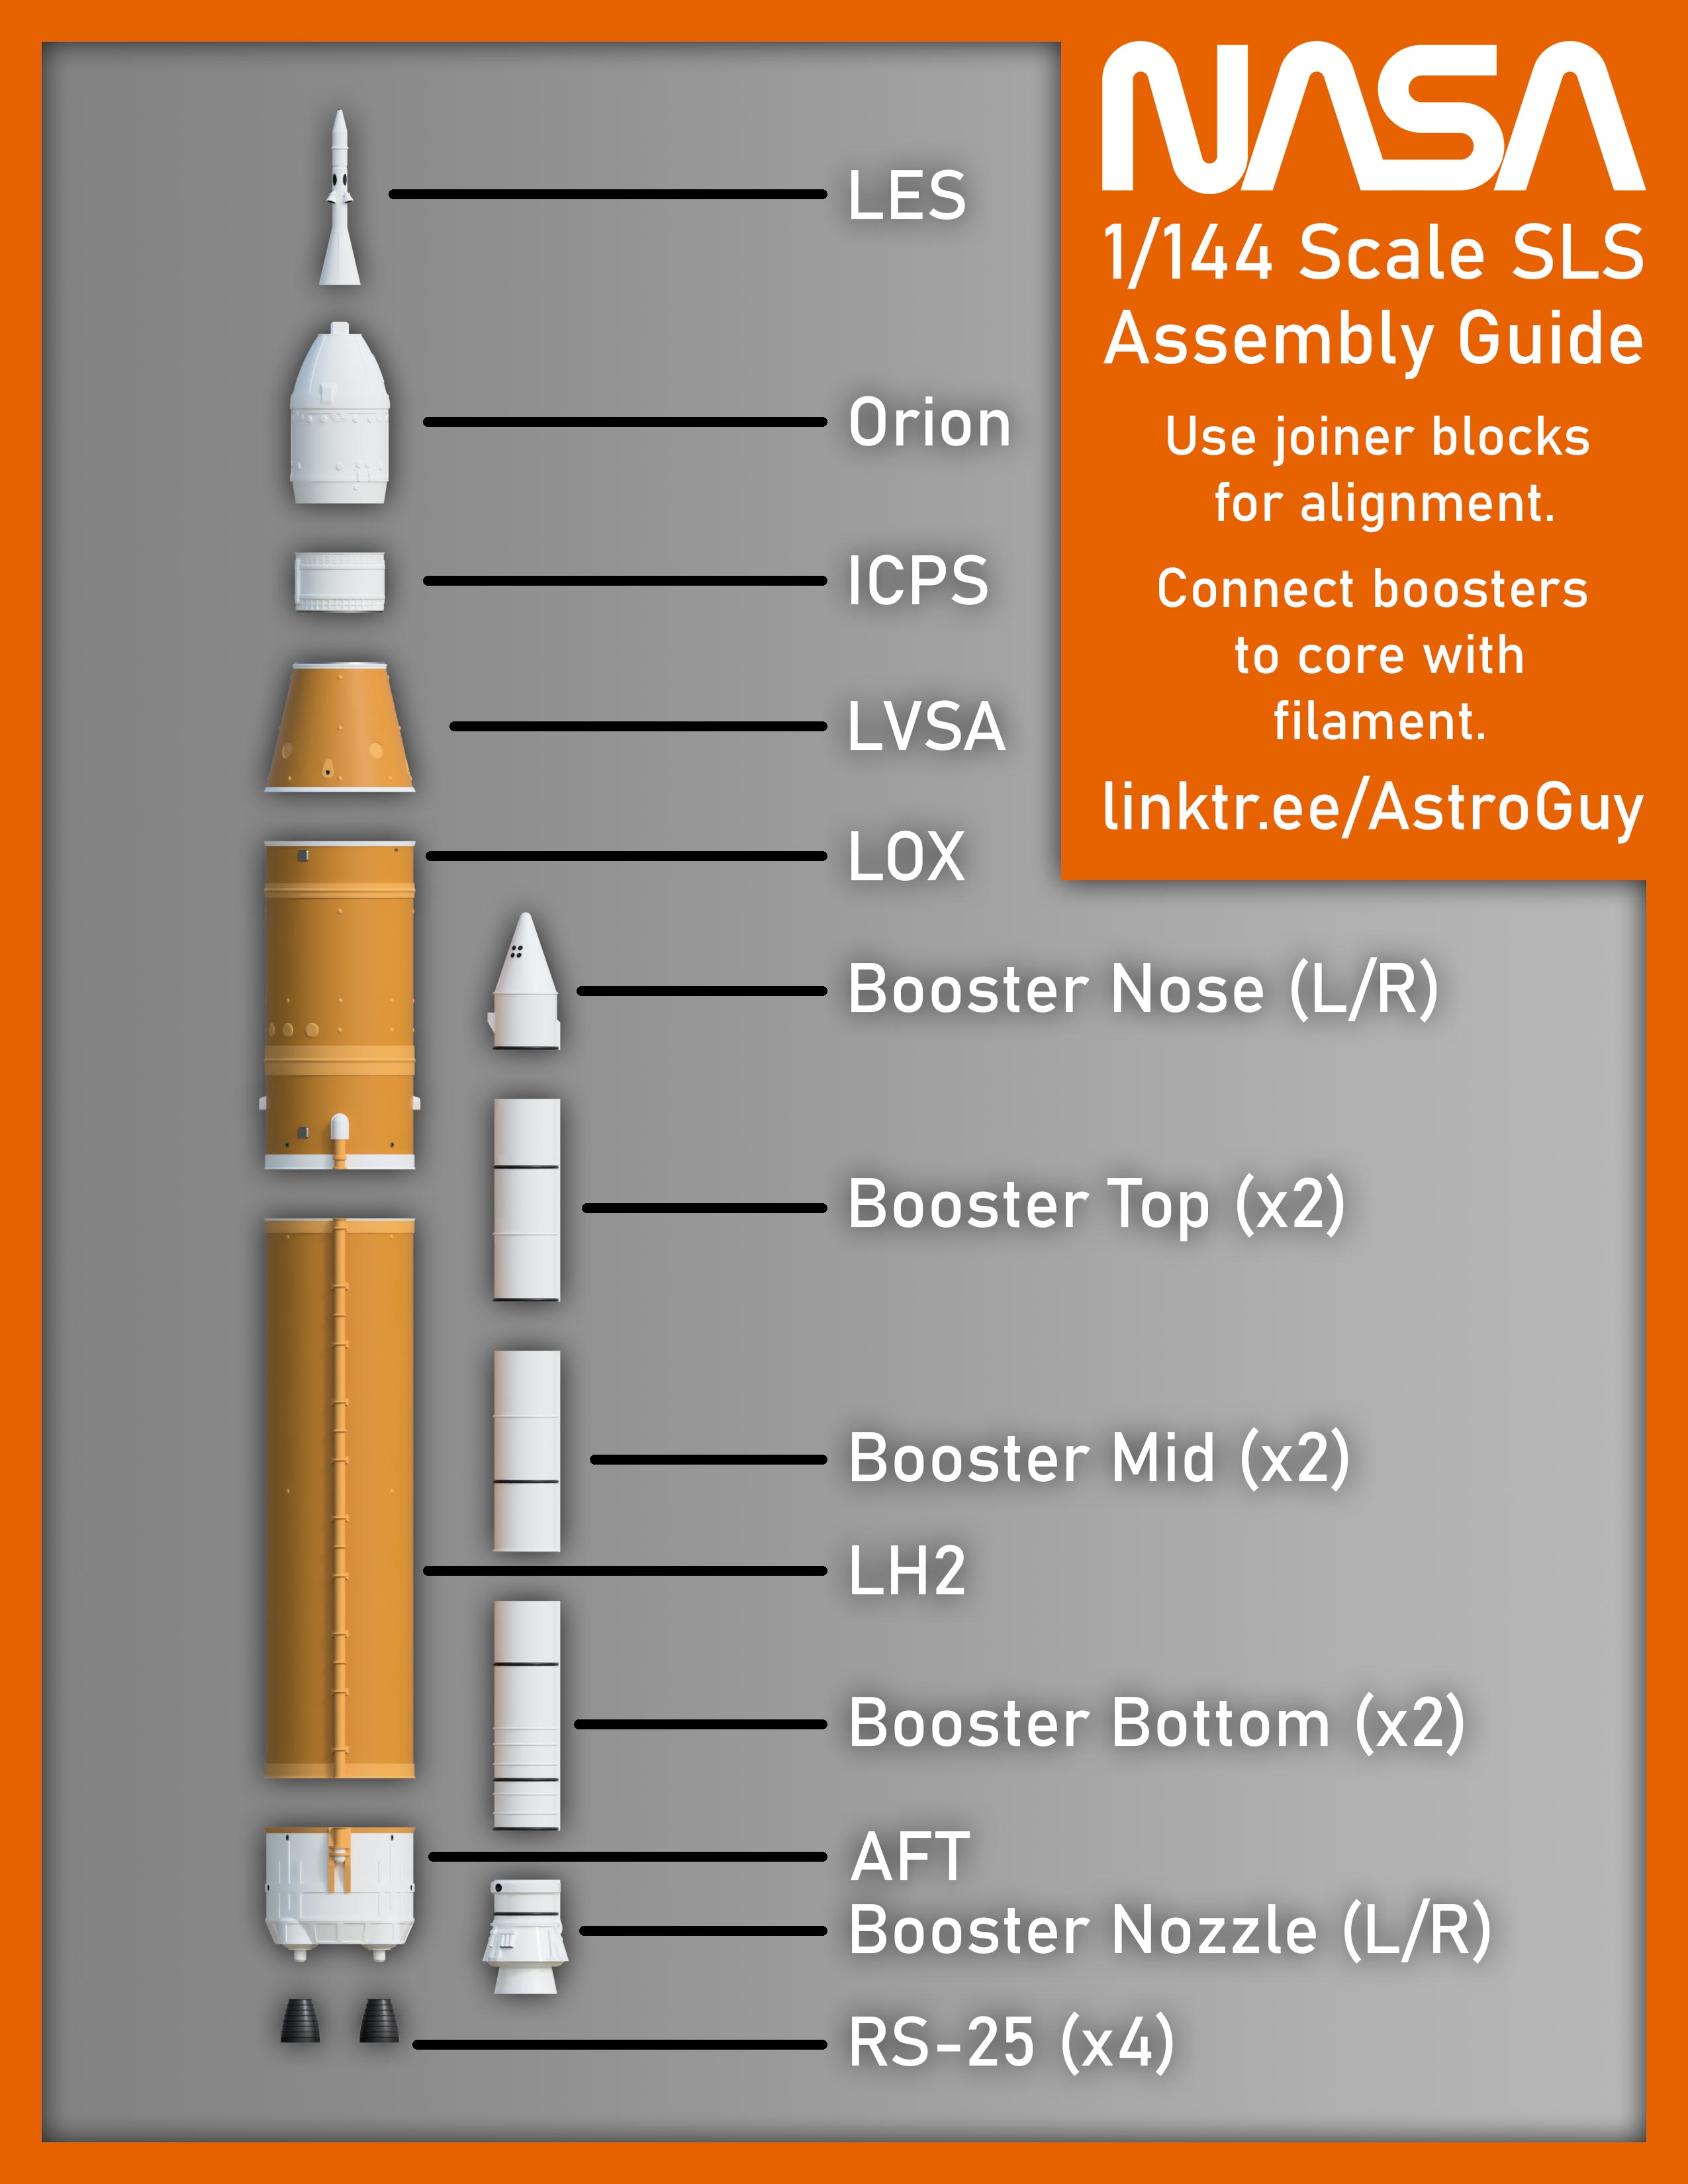 NASA
1/144 Scale SLS
Assembly Guide
Use joiner blocks
for alignment.
Connect boosters
to core with
filament.
linktr.ee/AstroGuy
LES
Orion
ICPS
LVSA
LOX
Booster Nose (L/R)
Booster Top (x2)
Booster Mid (x2)
LH2
Booster Bottom (x2)
AFT
Booster Nozzle (L/R)
RS-25 (x4)